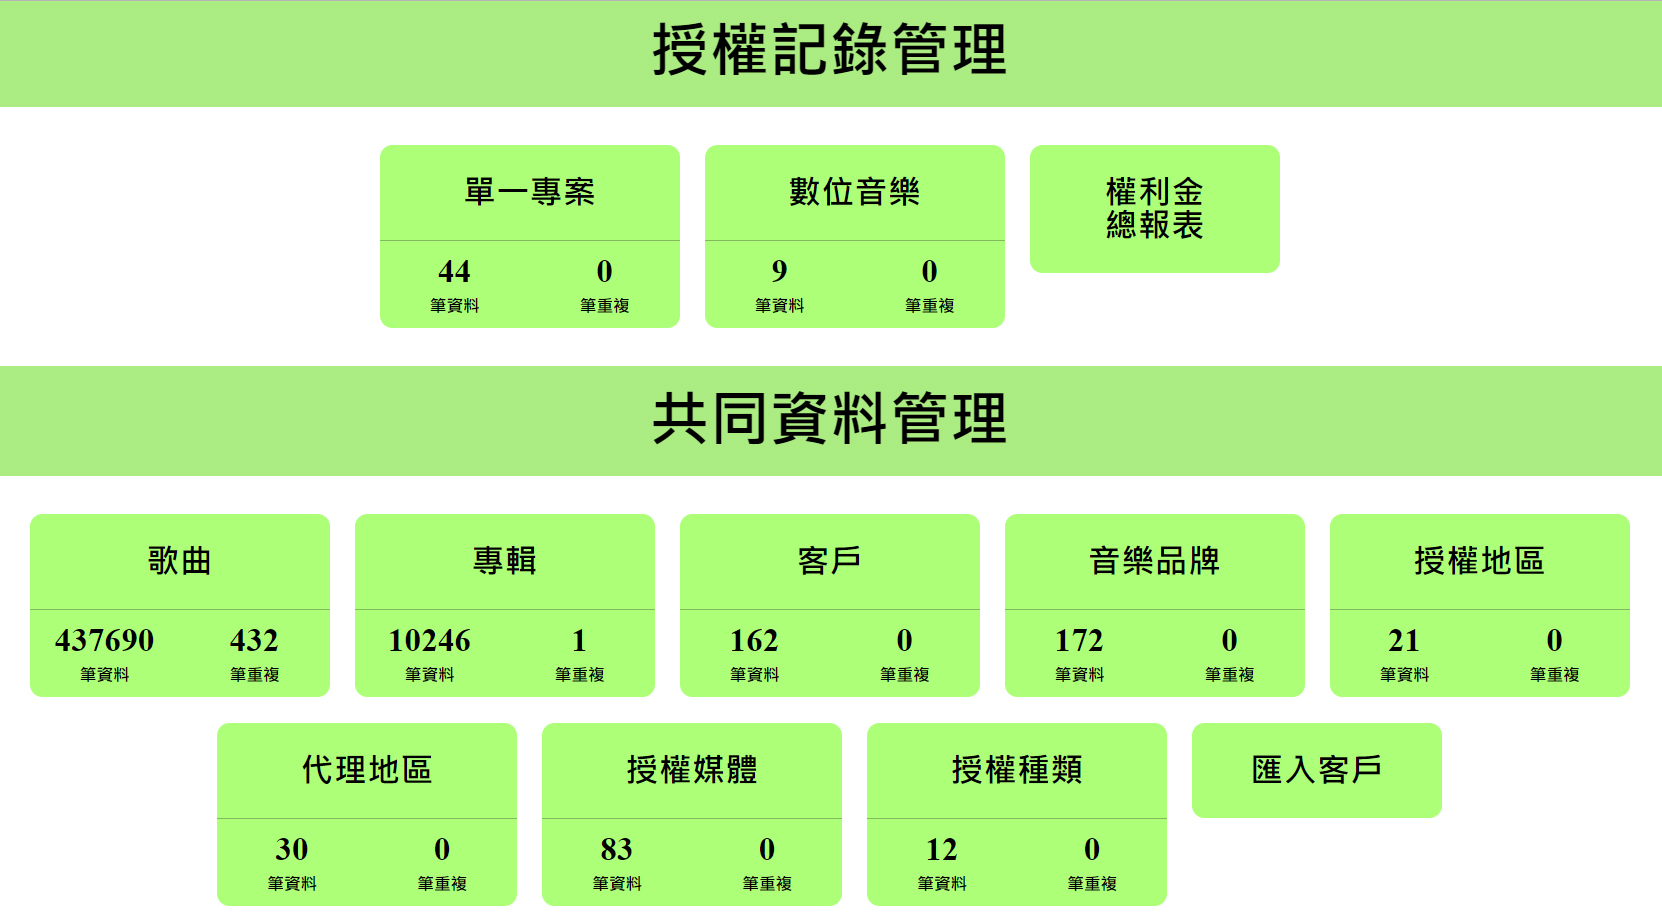 授權記錄管理
單一專案
44 0
筆資料 筆重複
數位音樂
9 0
筆資料 筆重複
權利金
總報表
共同資料管理
歌曲
437690 432
筆資料 筆重複
專輯
10246 1
筆資料 筆重複
客戶
162 0
筆資料 筆重複
音樂品牌
172 0
筆資料 筆重複
授權地區
21 0
筆資料 筆重複
代理地區
30 0
筆資料 筆重複
授權媒體
83 0
筆資料 筆重複
授權種類
12 0
筆資料 筆重複
匯入客戶